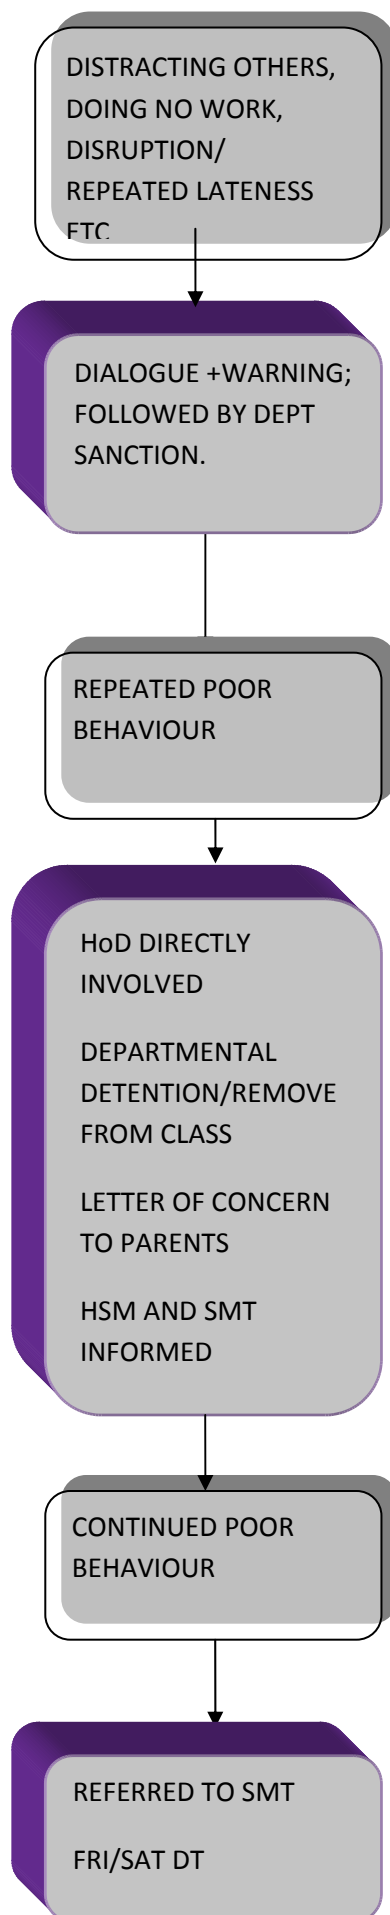 DISTRACTING OTHERS,
DOING NO WORK,
DISRUPTION/
REPEATED LATENESS
ETC
DIALOGUE +WARNING;
FOLLOWED BY DEPT
SANCTION.
REPEATED POOR
BEHAVIOUR
HoD DIRECTLY
INVOLVED
DEPARTMENTAL
DETENTION/REMOVE
FROM CLASS
LETTER OF CONCERN
TO PARENTS
HSM AND SMT
INFORMED
CONTINUED POOR
BEHAVIOUR
REFERRED TO SMT
FRI/SAT DT